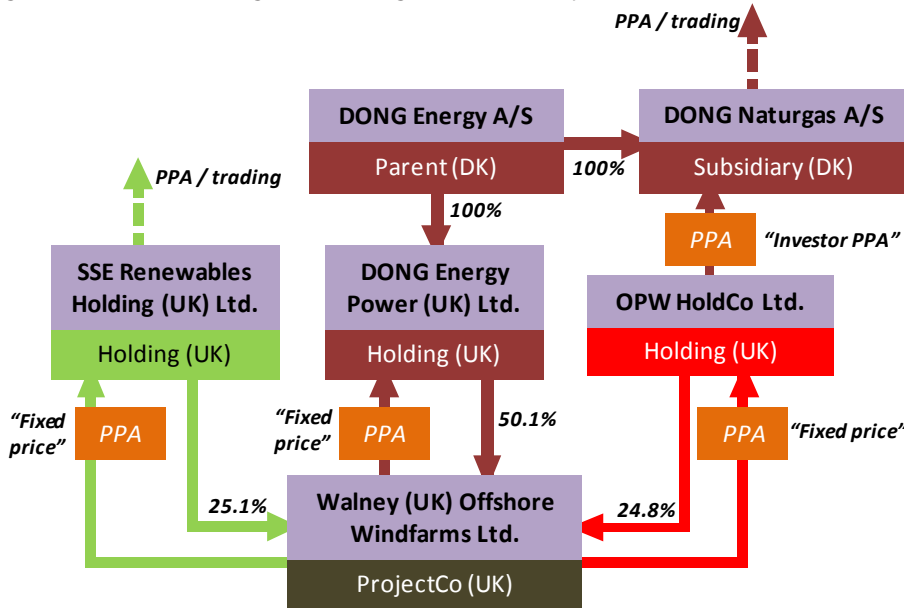 PPA / trading
DONG Energy A/S
Parent (DK)
100%
DONG Naturgas A/S
Subsidiary (DK)
PPA / trading
100%
PPA
“Investor PPA”
SSE Renewables
Holding (UK) Ltd.
Holding (UK)
DONG Energy
Power (UK) Ltd.
Holding (UK)
OPW HoldCo Ltd.
Holding (UK)
“Fixed
price”
PPA
“Fixed
price”
PPA
50.1%
PPA
“Fixed price”
25.1%
Walney (UK) Offshore
Windfarms Ltd.
ProjectCo (UK)
24.8%